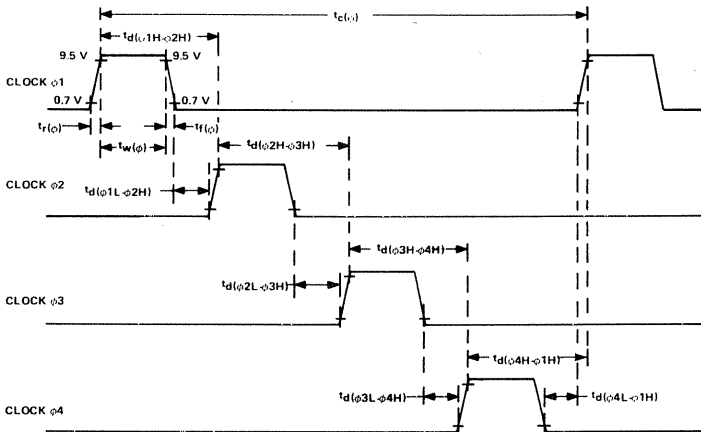 tc(ϕ)
td(ϕ1H-ϕ2H)
9.5 V
9.5 V
CLOCK ϕ1
0.7 V
0.7 V
tr(ϕ)
tf(ϕ)
tw(ϕ)
td(ϕ2H-ϕ3H)
CLOCK ϕ2
td(ϕ1L-ϕ2H)
td(ϕ3H-ϕ4H)
td(ϕ2L-ϕ3H)
CLOCK ϕ3
td(ϕ4H-ϕ1H)
td(ϕ3L-ϕ4H)
td(ϕ4L-ϕ1H)
CLOCK ϕ4